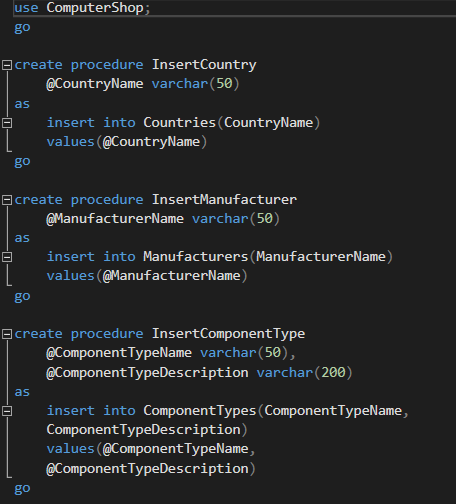 use ComputerShop;
go
create procedure InsertCountry
@CountryName varchar(50)
as
insert into Countries(CountryName)
values(@CountryName)
go
create procedure InsertManufacturer
@ManufacturerName varchar(50)
as
insert into Manufacturers(ManufacturerName)
values(@ManufacturerName)
go
create procedure InsertComponentType
@ComponentTypeName varchar(50),
@ComponentTypeDescription varchar(200)
as
insert into ComponentTypes(ComponentTypeName,
ComponentTypeDescription)
values(@ComponentTypeName,
@ComponentTypeDescription)
go